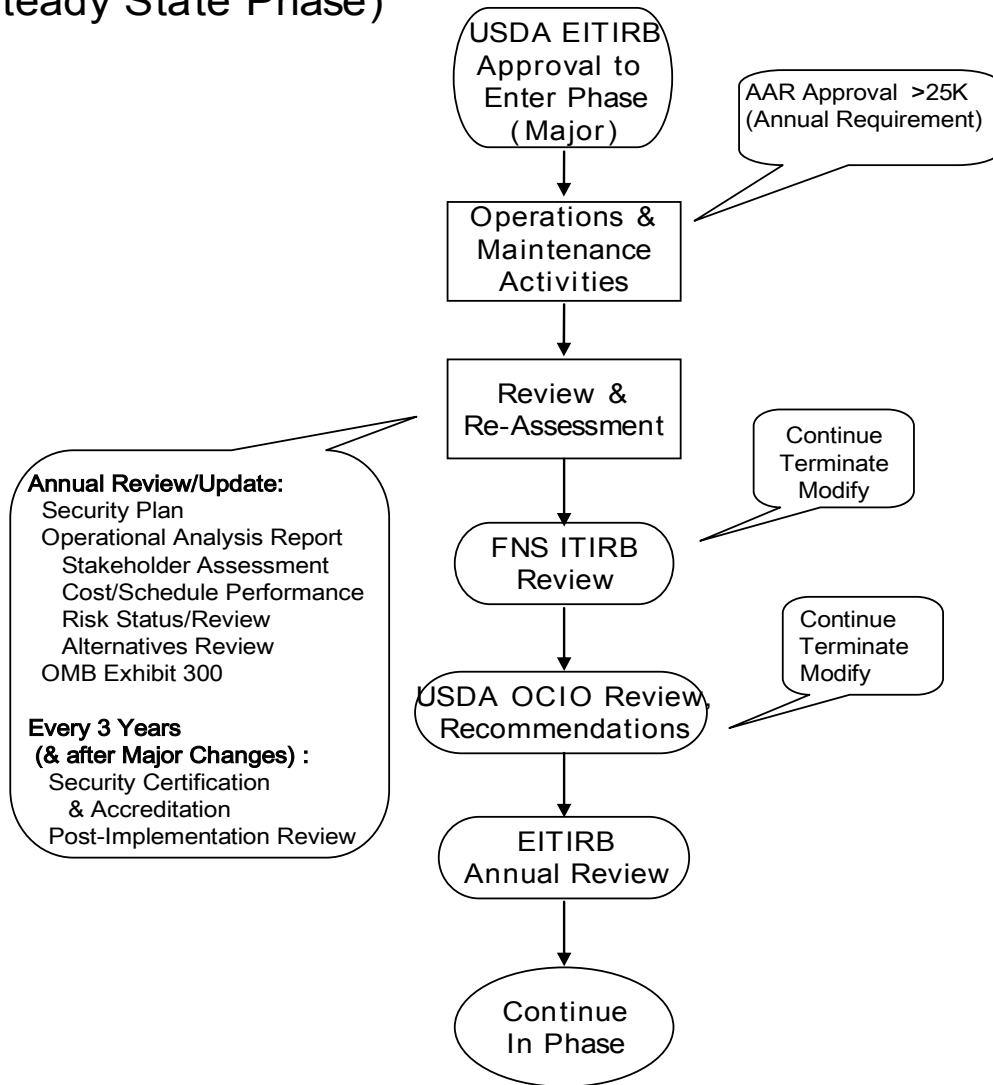 teady State Phase)
USDA EITIRB
Approval to
Enter Phase
(Major)
AAR Approval >25K
(Annual Requirement)
Operations &
Maintenance
Activities
Review &
Re-Assessment
Continue
Terminate
Modify
Annual Review/Update:
Security Plan
Operational Analysis Report
Stakeholder Assessment
Cost/Schedule Performance
Risk Status/Review
Alternatives Review
OMB Exhibit 300
Every 3 Years
(& after Major Changes) :
Security Certification
& Accreditation
Post-Implementation Review
FNS ITIRB
Review
Continue
Terminate
Modify
USDA OCIO Review,
Recommendations
EITIRB
Annual Review
Continue
In Phase